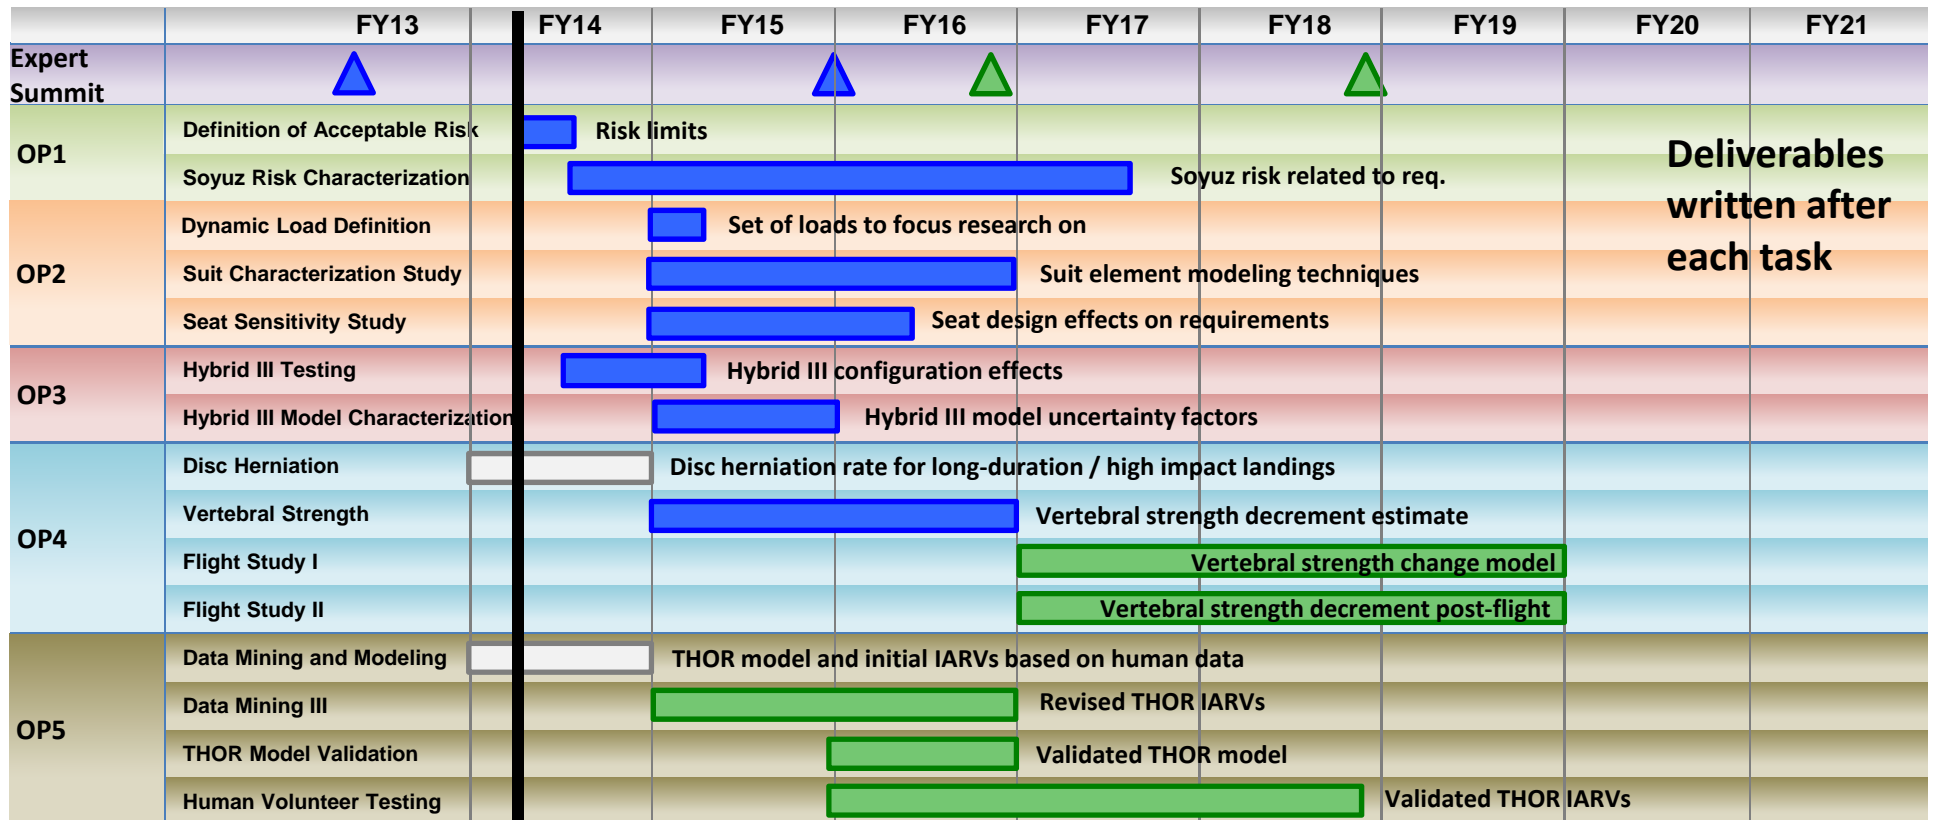 FY13 FY14 FY15 FY16 FY17 FY18 FY19 FY20 FY21
Expert
Summit
OP1
Definition of Acceptable Risk Risk limits
Soyuz Risk Characterization Soyuz risk related to req.
Deliverables
written after
each task
OP2
Dynamic Load Definition Set of loads to focus research on
Suit Characterization Study Suit element modeling techniques
Seat Sensitivity Study Seat design effects on requirements
OP3
Hybrid III Testing Hybrid III configuration effects
Hybrid III Model Characterization Hybrid III model uncertainty factors
OP4
Disc Herniation Disc herniation rate for long-duration / high impact landings
Vertebral Strength Vertebral strength decrement estimate
Flight Study I Vertebral strength change model
Flight Study II Vertebral strength decrement post-flight
OP5
Data Mining and Modeling THOR model and initial IARVs based on human data
Data Mining III Revised THOR IARVs
THOR Model Validation Validated THOR model
Human Volunteer Testing Validated THOR IARVs